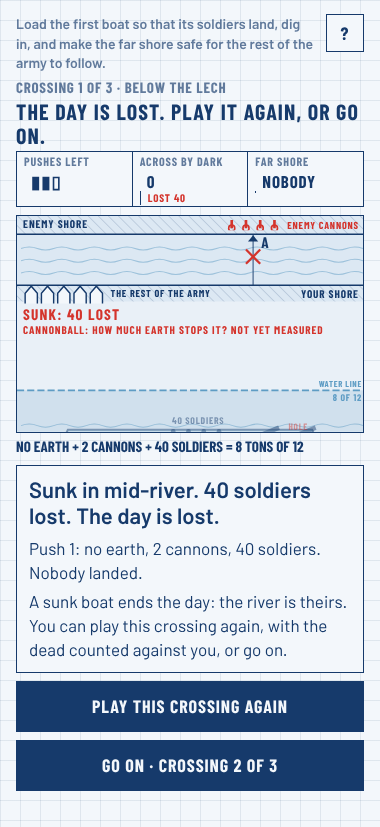 Load the first boat so that its soldiers land, dig
in, and make the far shore safe for the rest of the
army to follow.
?
CROSSING 1 OF 3 · BELOW THE LECH
THE DAY IS LOST. PLAY IT AGAIN, OR GO
ON.
PUSHES LEFT
ACROSS BY DARK
0
LOST 40
FAR SHORE
NOBODY
ENEMY SHORE
ENEMY CANNONS
A
THE REST OF THE ARMY
YOUR SHORE
SUNK: 40 LOST
CANNONBALL: HOW MUCH EARTH STOPS IT? NOT YET MEASURED
WATER LINE
8 OF 12
40 SOLDIERS
HOLE
NO EARTH + 2 CANNONS + 40 SOLDIERS = 8 TONS OF 12
Sunk in mid-river. 40 soldiers
lost. The day is lost.
Push 1: no earth, 2 cannons, 40 soldiers.
Nobody landed.
A sunk boat ends the day: the river is theirs.
You can play this crossing again, with the
dead counted against you, or go on.
PLAY THIS CROSSING AGAIN
GO ON · CROSSING 2 OF 3